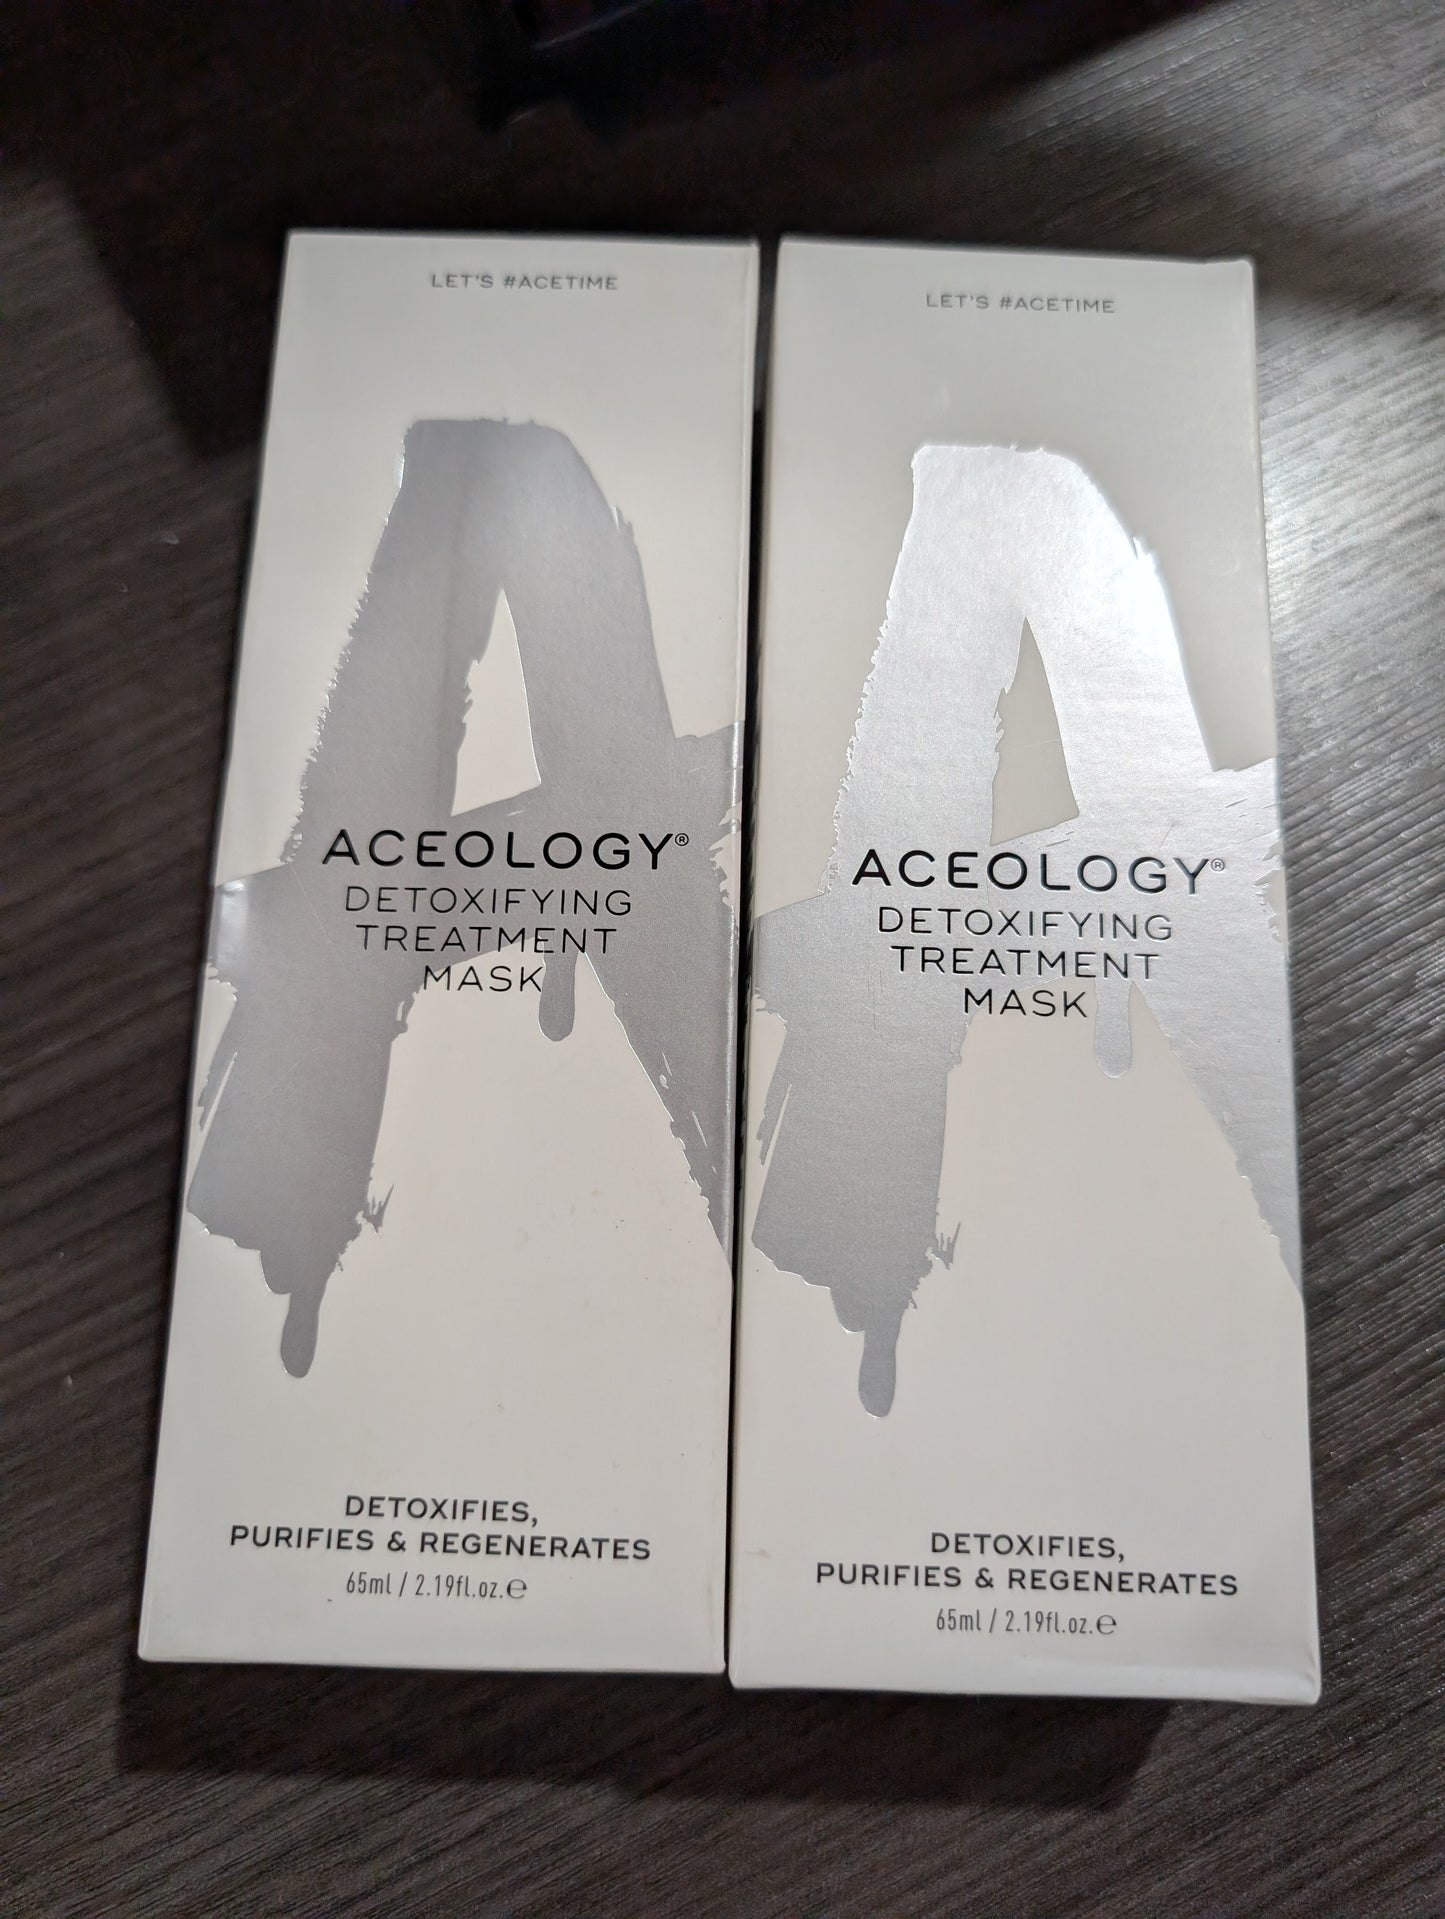 LET'S #ACETIME
ACEOLOGY®
DETOXIFYING
TREATMENT
MASK
DETOXIFIES,
PURIFIES & REGENERATES
65ml / 2.19fl.oz.℮
LET'S #ACETIME
ACEOLOGY®
DETOXIFYING
TREATMENT
MASK
DETOXIFIES,
PURIFIES & REGENERATES
65ml / 2.19fl.oz.℮